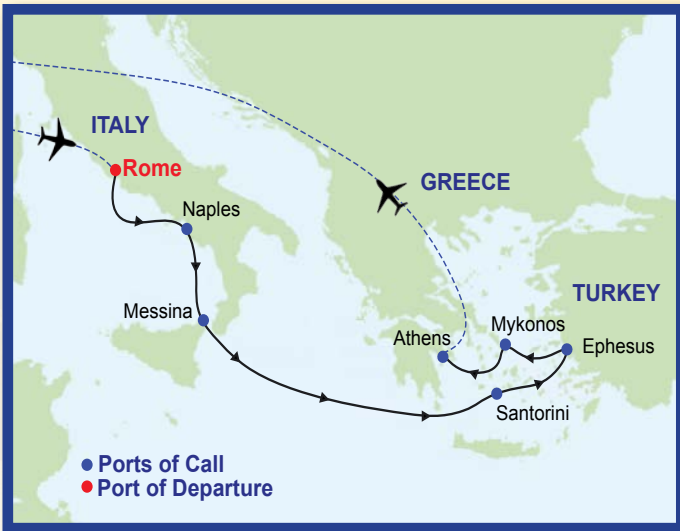 ITALY
Rome
GREECE
Naples
TURKEY
Messina
Mykonos
Athens
Ephesus
Santorini
Ports of Call
Port of Departure